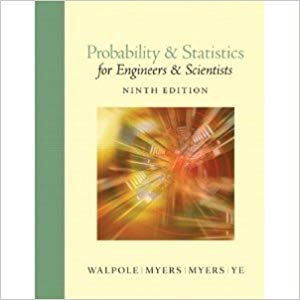 Probability & Statistics
for Engineers & Scientists
NINTH EDITION
WALPOLE | MYERS | MYERS | YE